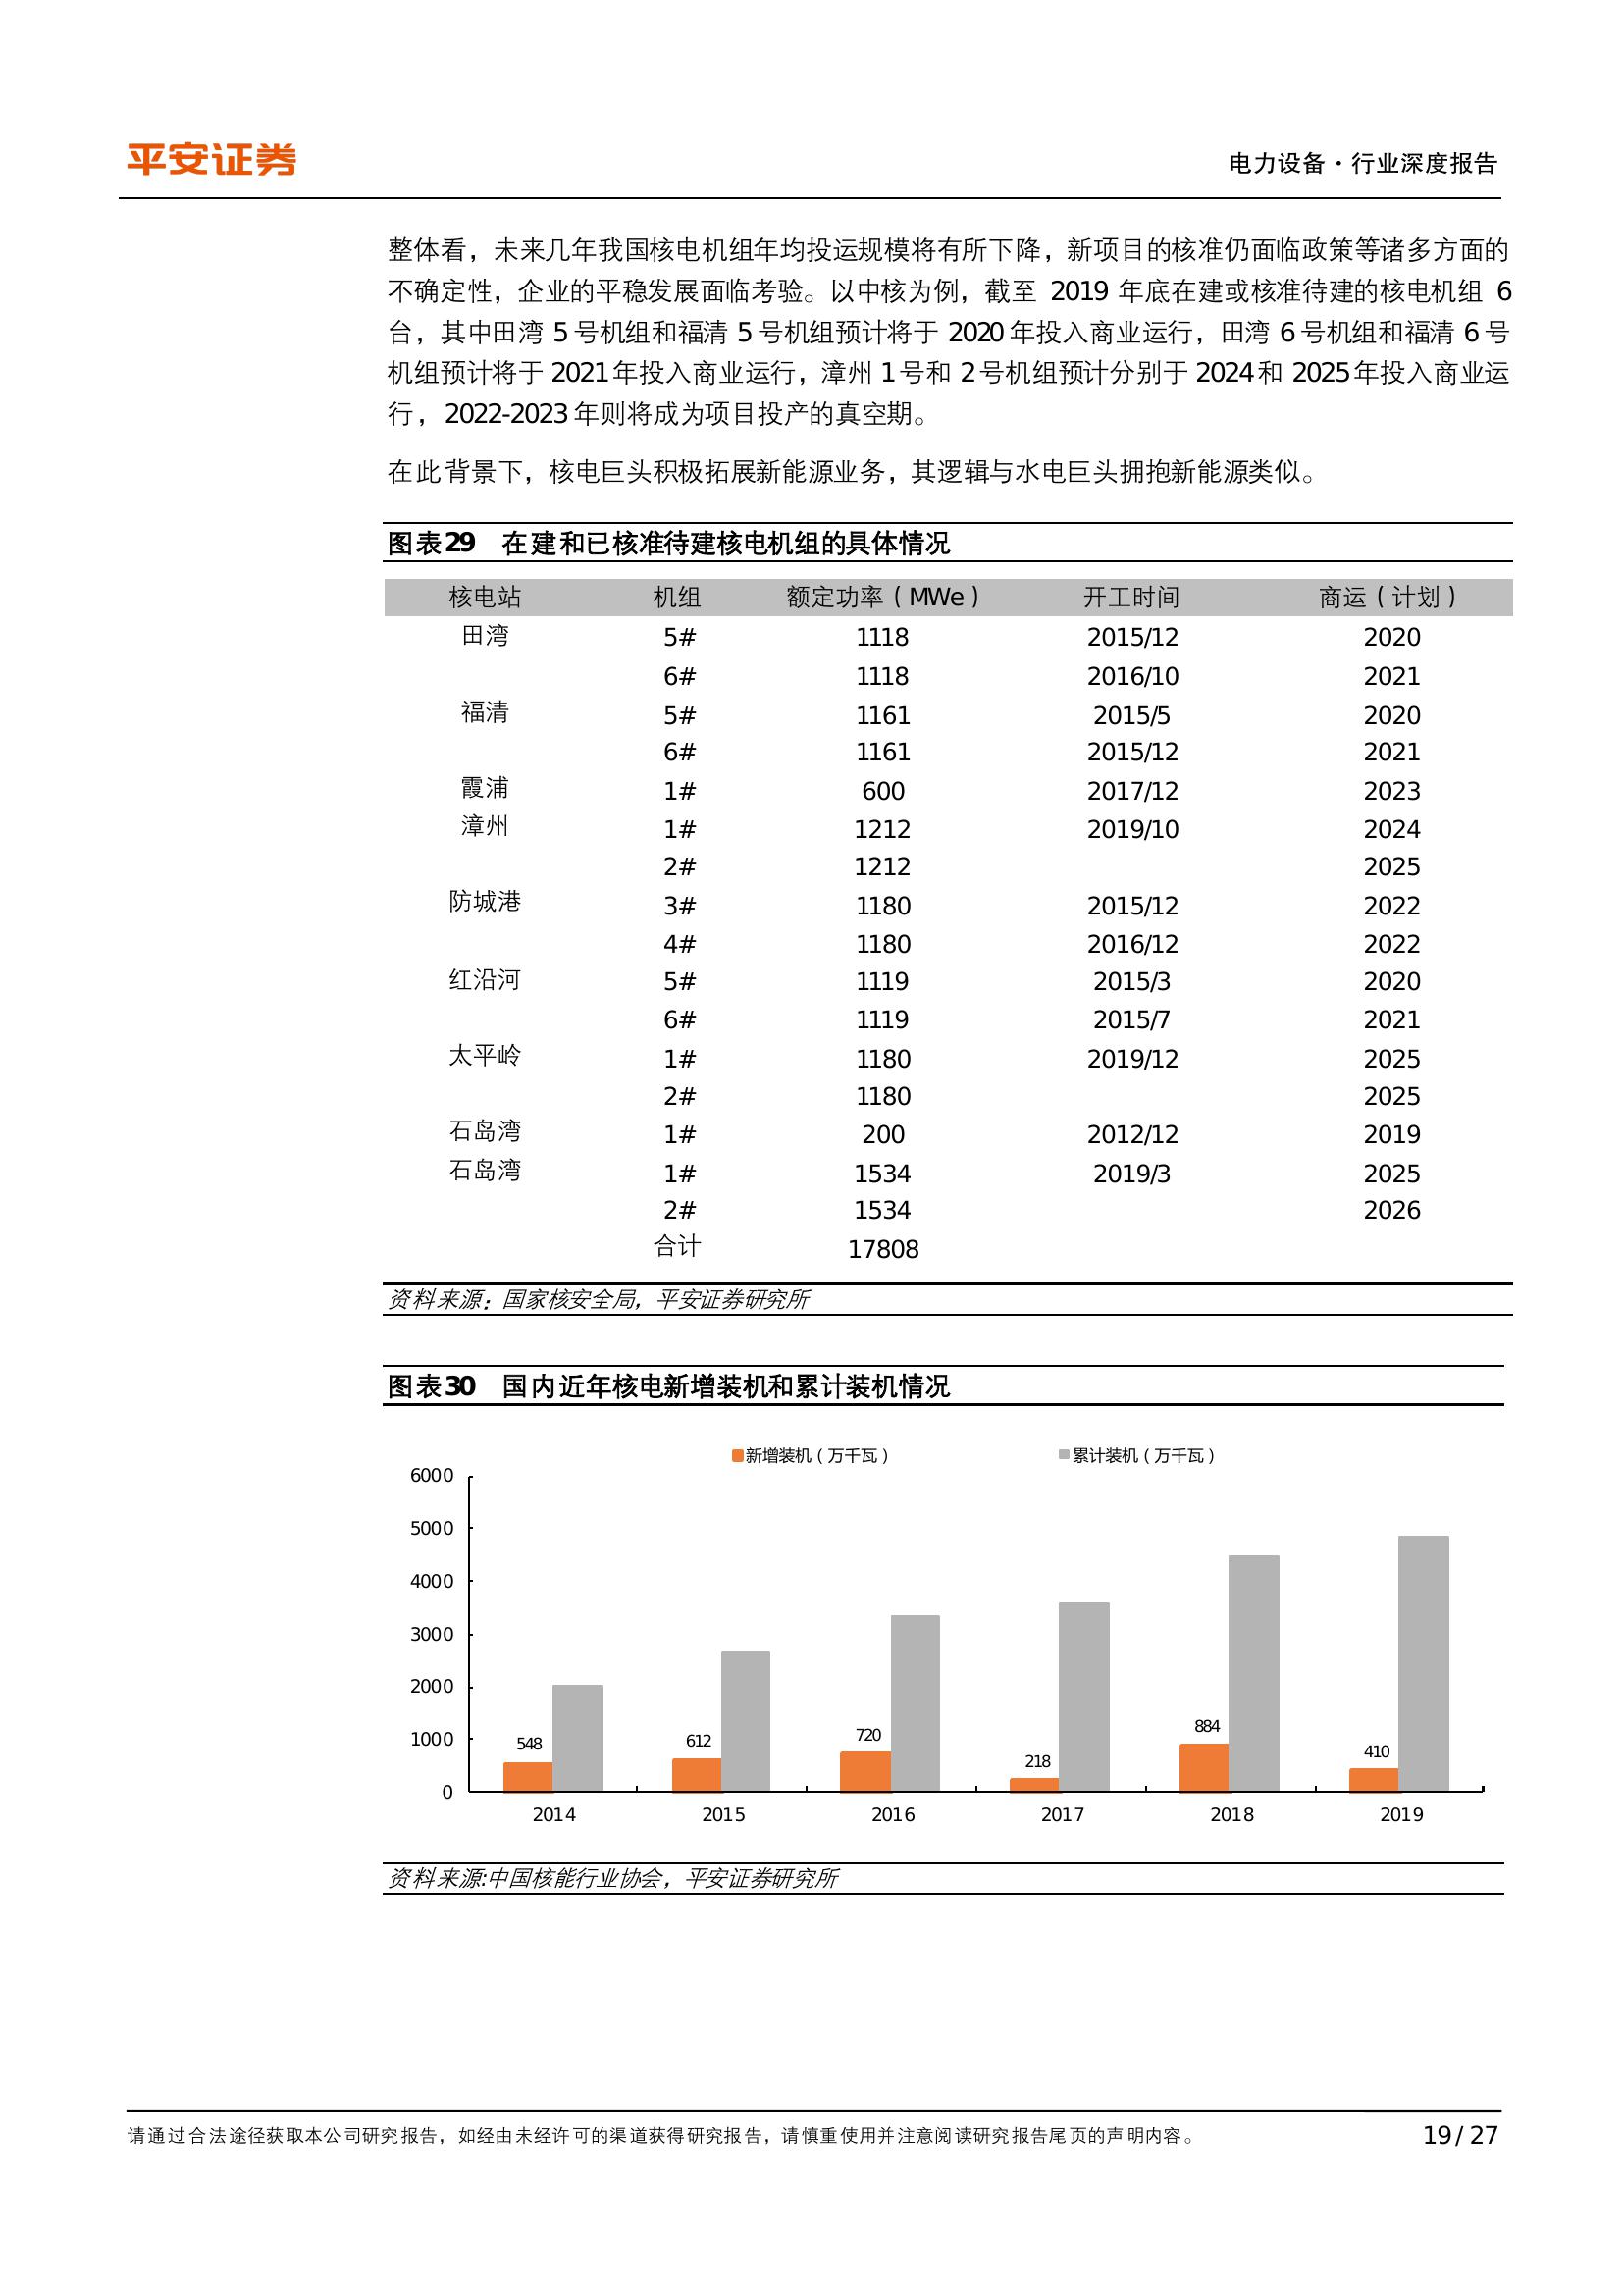 平安证券
电力设备·行业深度报告
整体看，未来几年我国核电机组年均投运规模将有所下降，新项目的核准仍面临政策等诸多方面的
不确定性，企业的平稳发展面临考验。以中核为例，截至 2019 年底在建或核准待建的核电机组 6
台，其中田湾 5 号机组和福清 5 号机组预计将于 2020 年投入商业运行，田湾 6 号机组和福清 6 号
机组预计将于 2021 年投入商业运行，漳州 1 号和 2 号机组预计分别于 2024 和 2025 年投入商业运
行，2022-2023 年则将成为项目投产的真空期。
在此背景下，核电巨头积极拓展新能源业务，其逻辑与水电巨头拥抱新能源类似。
图表29 在建和已核准待建核电机组的具体情况
核电站 机组 额定功率（MWe） 开工时间 商运（计划）
田湾 5# 1118 2015/12 2020
6# 1118 2016/10 2021
福清 5# 1161 2015/5 2020
6# 1161 2015/12 2021
霞浦 1# 600 2017/12 2023
漳州 1# 1212 2019/10 2024
2# 1212 2025
防城港 3# 1180 2015/12 2022
4# 1180 2016/12 2022
红沿河 5# 1119 2015/3 2020
6# 1119 2015/7 2021
太平岭 1# 1180 2019/12 2025
2# 1180 2025
石岛湾 1# 200 2012/12 2019
石岛湾 1# 1534 2019/3 2025
2# 1534 2026
合计 17808
资料来源：国家核安全局，平安证券研究所
图表30 国内近年核电新增装机和累计装机情况
新增装机（万千瓦） 累计装机（万千瓦）
6000
5000
4000
3000
2000
1000
0
548 612 720 218 884 410
2014 2015 2016 2017 2018 2019
资料来源:中国核能行业协会，平安证券研究所
请通过合法途径获取本公司研究报告，如经由未经许可的渠道获得研究报告，请慎重使用并注意阅读研究报告尾页的声明内容。
19 / 27